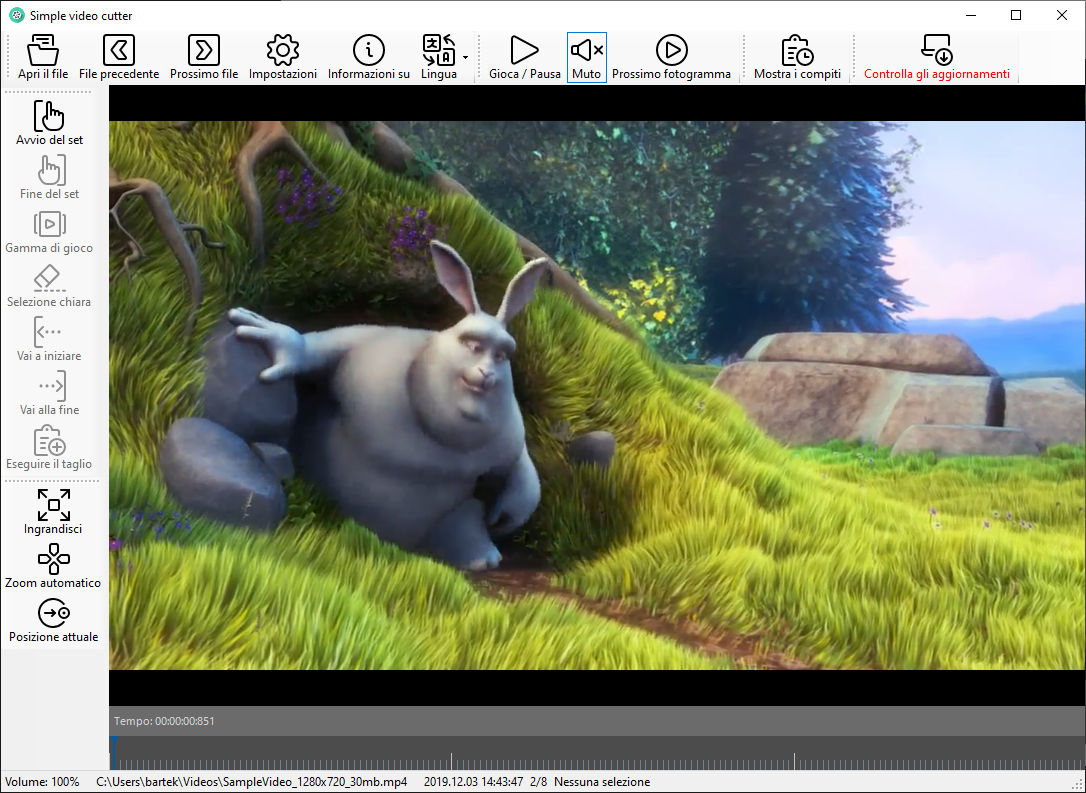 Simple video cutter
Apri il file File precedente Prossimo file Impostazioni Informazioni su Lingua Gioca / Pausa Muto Prossimo fotogramma Mostra i compiti Controlla gli aggiornamenti
Avvio del set
Fine del set
Gamma di gioco
Selezione chiara
Vai a iniziare
Vai alla fine
Eseguire il taglio
Ingrandisci
Zoom automatico
Posizione attuale
Tempo: 00:00:00:851
Volume: 100% C:\Users\bartek\Videos\SampleVideo_1280x720_30mb.mp4 2019.12.03 14:43:47 2/8 Nessuna selezione